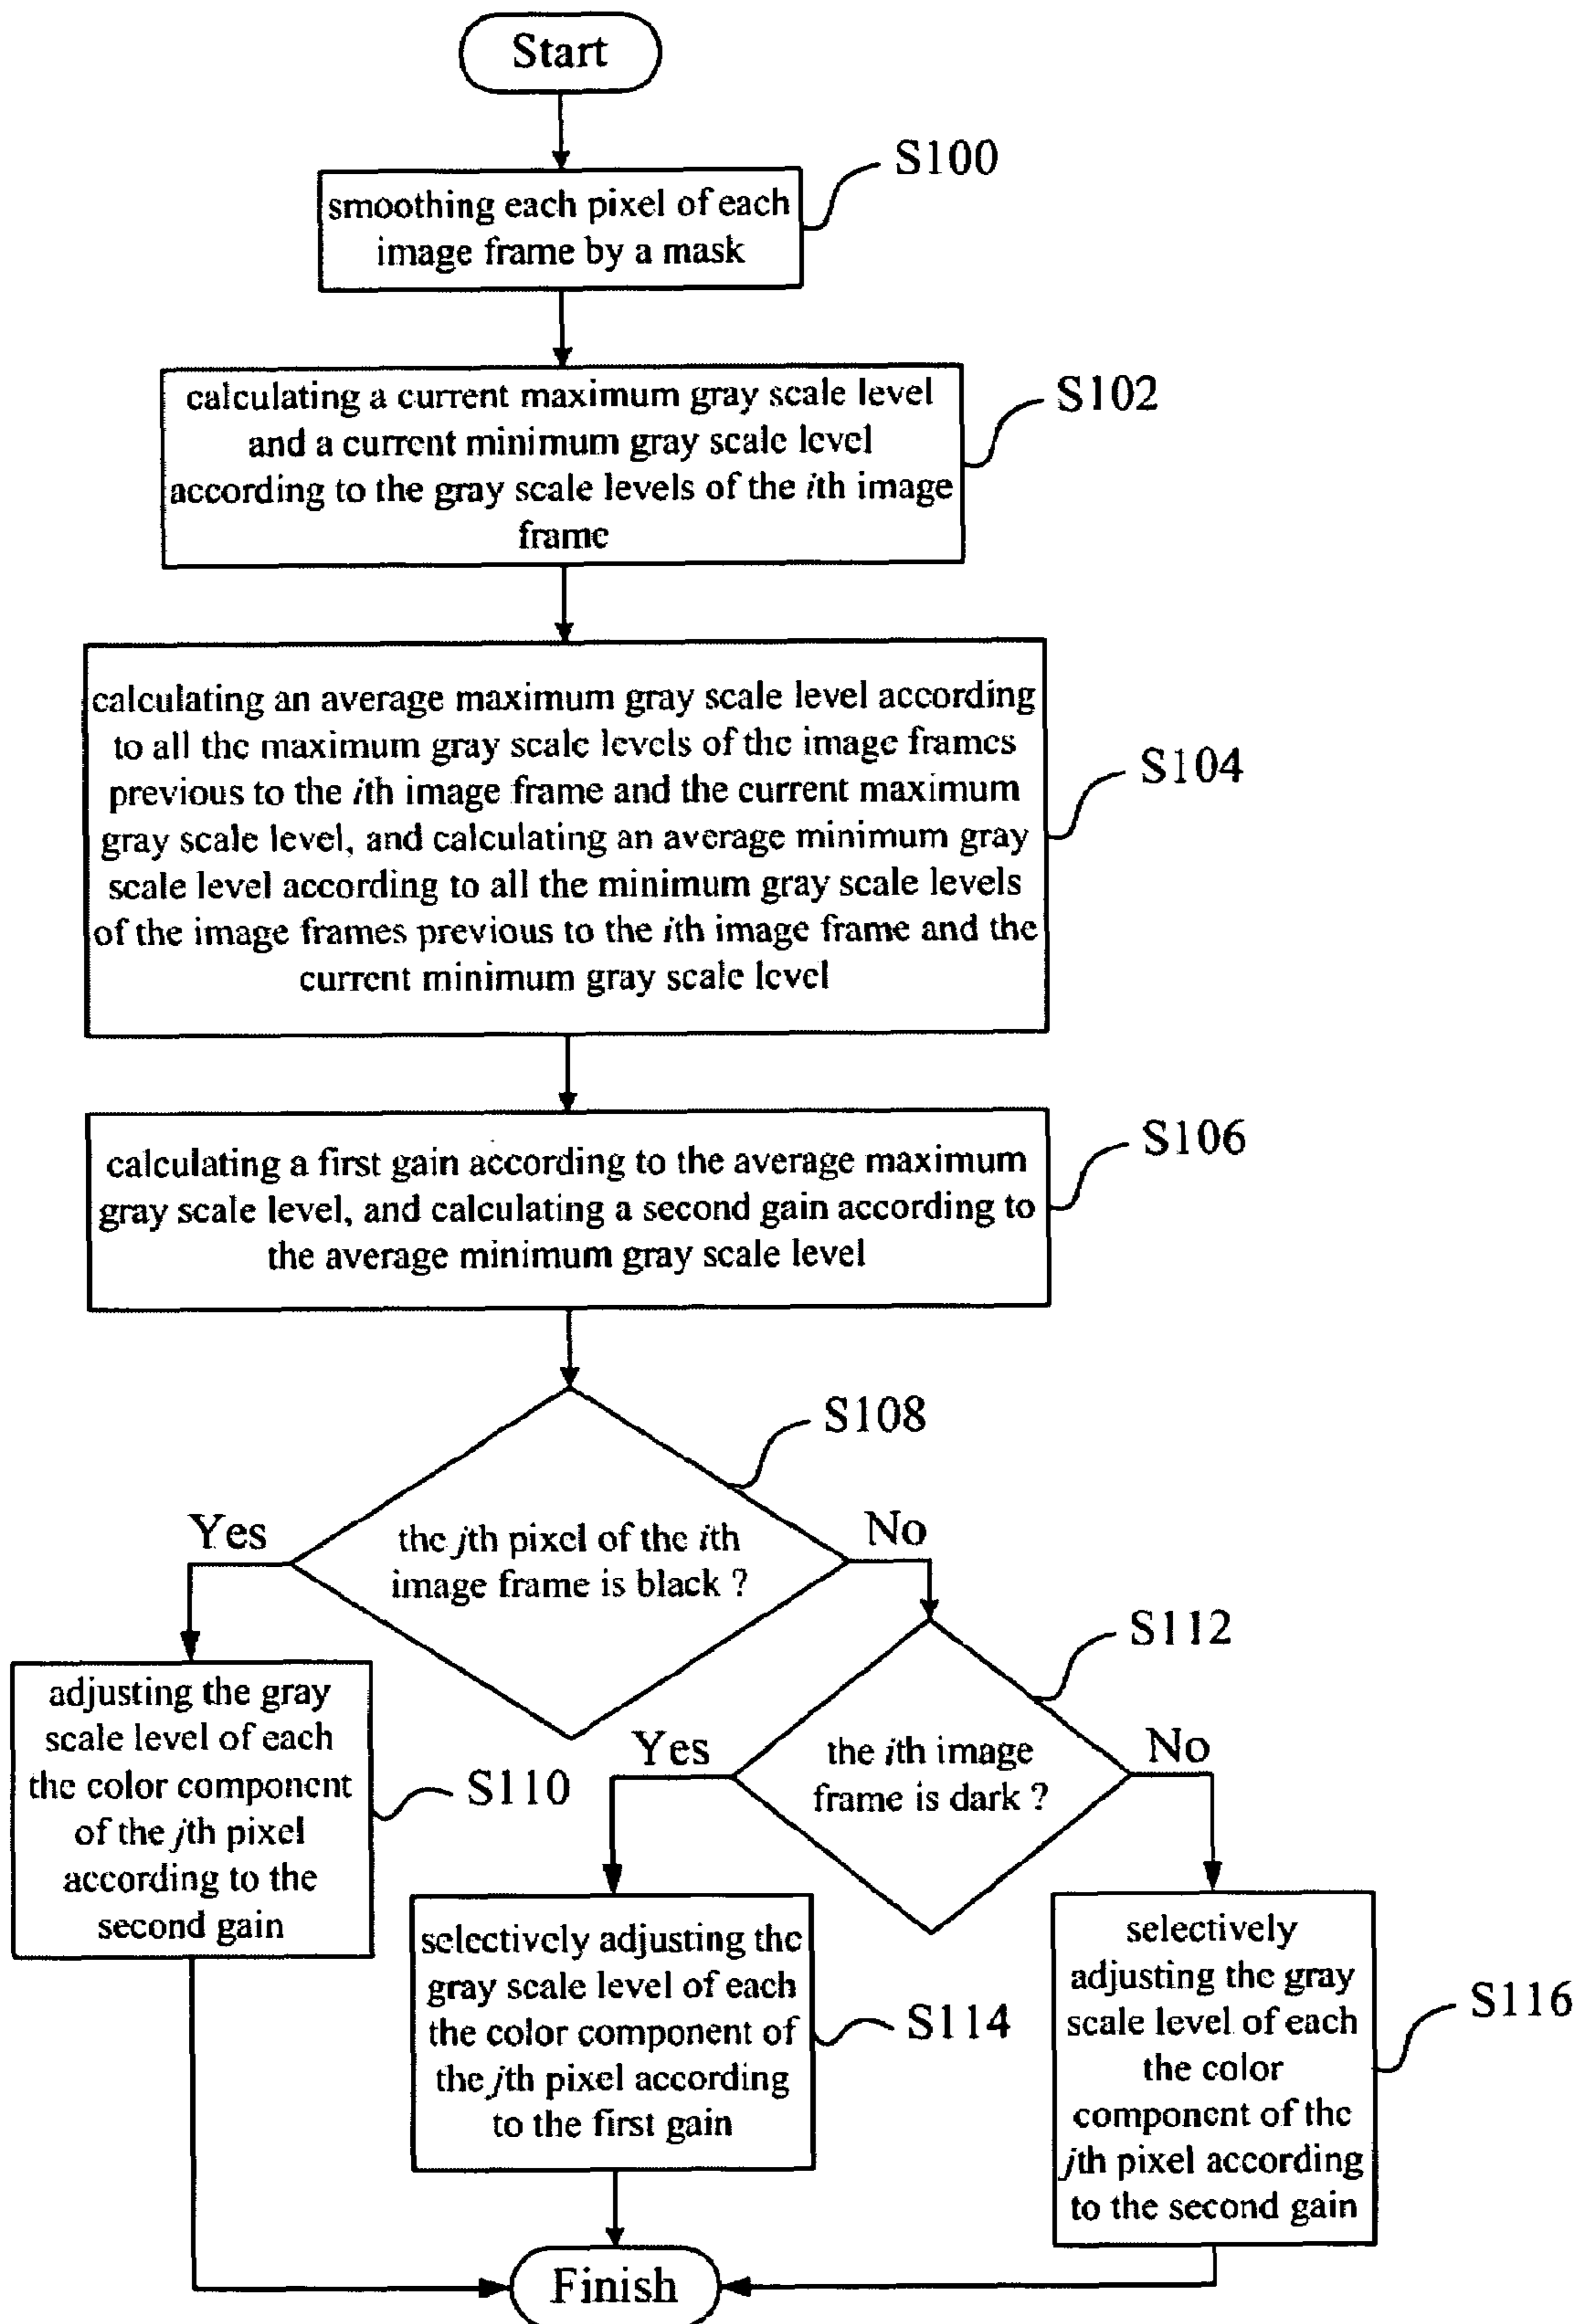 Start
S100
smoothing each pixel of each
image frame by a mask
S102
calculating a current maximum gray scale level
and a current minimum gray scale level
according to the gray scale levels of the ith image
frame
S104
calculating an average maximum gray scale level according
to all the maximum gray scale levels of the image frames
previous to the ith image frame and the current maximum
gray scale level, and calculating an average minimum gray
scale level according to all the minimum gray scale levels
of the image frames previous to the ith image frame and the
current minimum gray scale level
S106
calculating a first gain according to the average maximum
gray scale level, and calculating a second gain according to
the average minimum gray scale level
S108
Yes
No
the jth pixel of the ith
image frame is black ?
S112
Yes
No
the ith image
frame is dark ?
adjusting the gray
scale level of each
the color component
of the jth pixel
according to the
second gain
S110
selectively adjusting the
gray scale level of each
the color component of
the jth pixel according
to the first gain
S114
selectively
adjusting the gray
scale level of each
the color
component of the
jth pixel according
to the second gain
S116
Finish